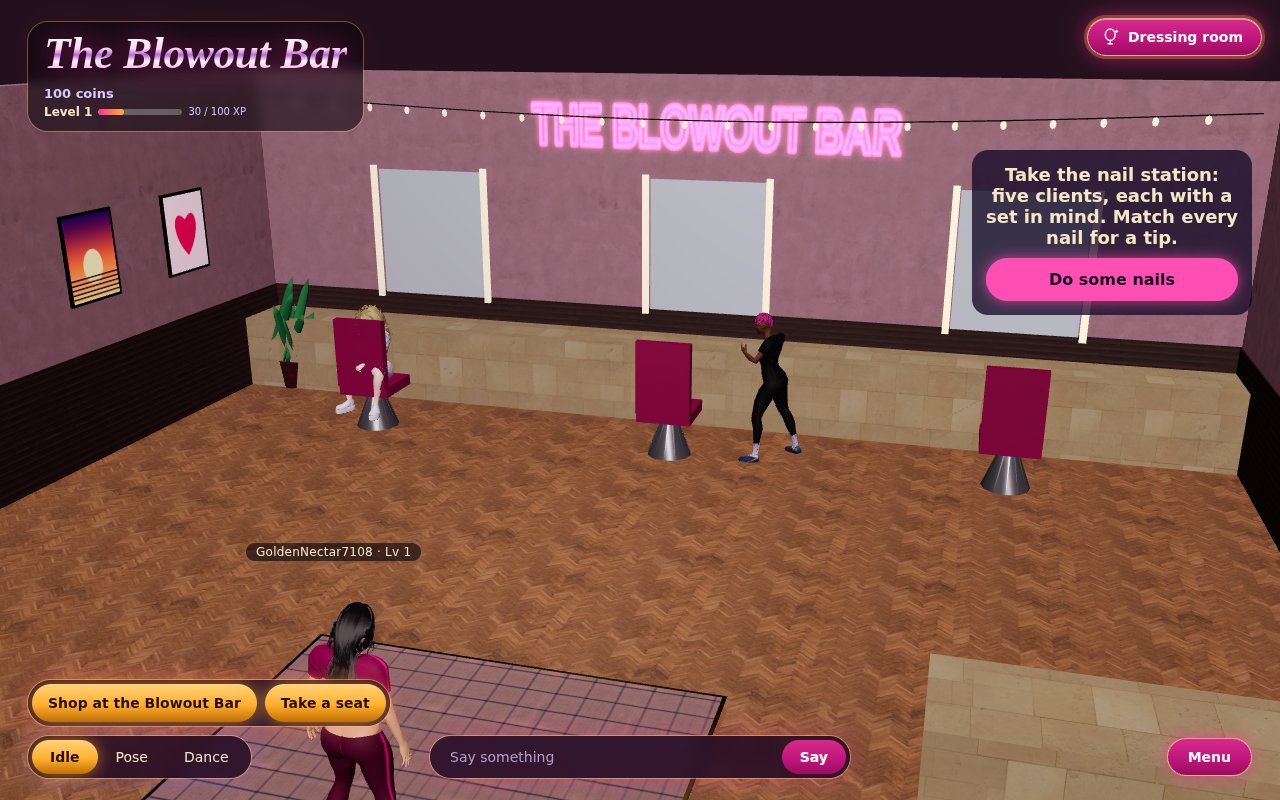 The Blowout Bar
100 coins
Level 1 30 / 100 XP
Dressing room
THE BLOWOUT BAR
Take the nail station:
five clients, each with a
set in mind. Match every
nail for a tip.
Do some nails
GoldenNectar7108 · Lv 1
Shop at the Blowout Bar Take a seat
Idle Pose Dance
Say something Say
Menu